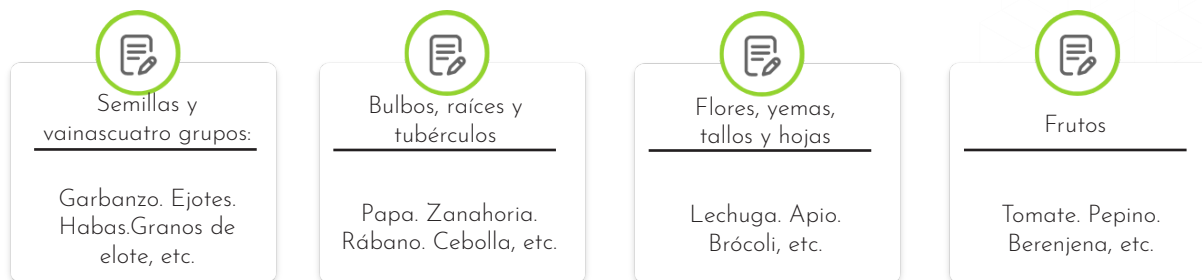 Semillas y
vainascuatro grupos:
Garbanzo. Ejotes.
Habas.Granos de
elote, etc.
Bulbos, raíces y
tubérculos
Papa. Zanahoria.
Rábano. Cebolla, etc.
Flores, yemas,
tallos y hojas
Lechuga. Apio.
Brócoli, etc.
Frutos
Tomate. Pepino.
Berenjena, etc.